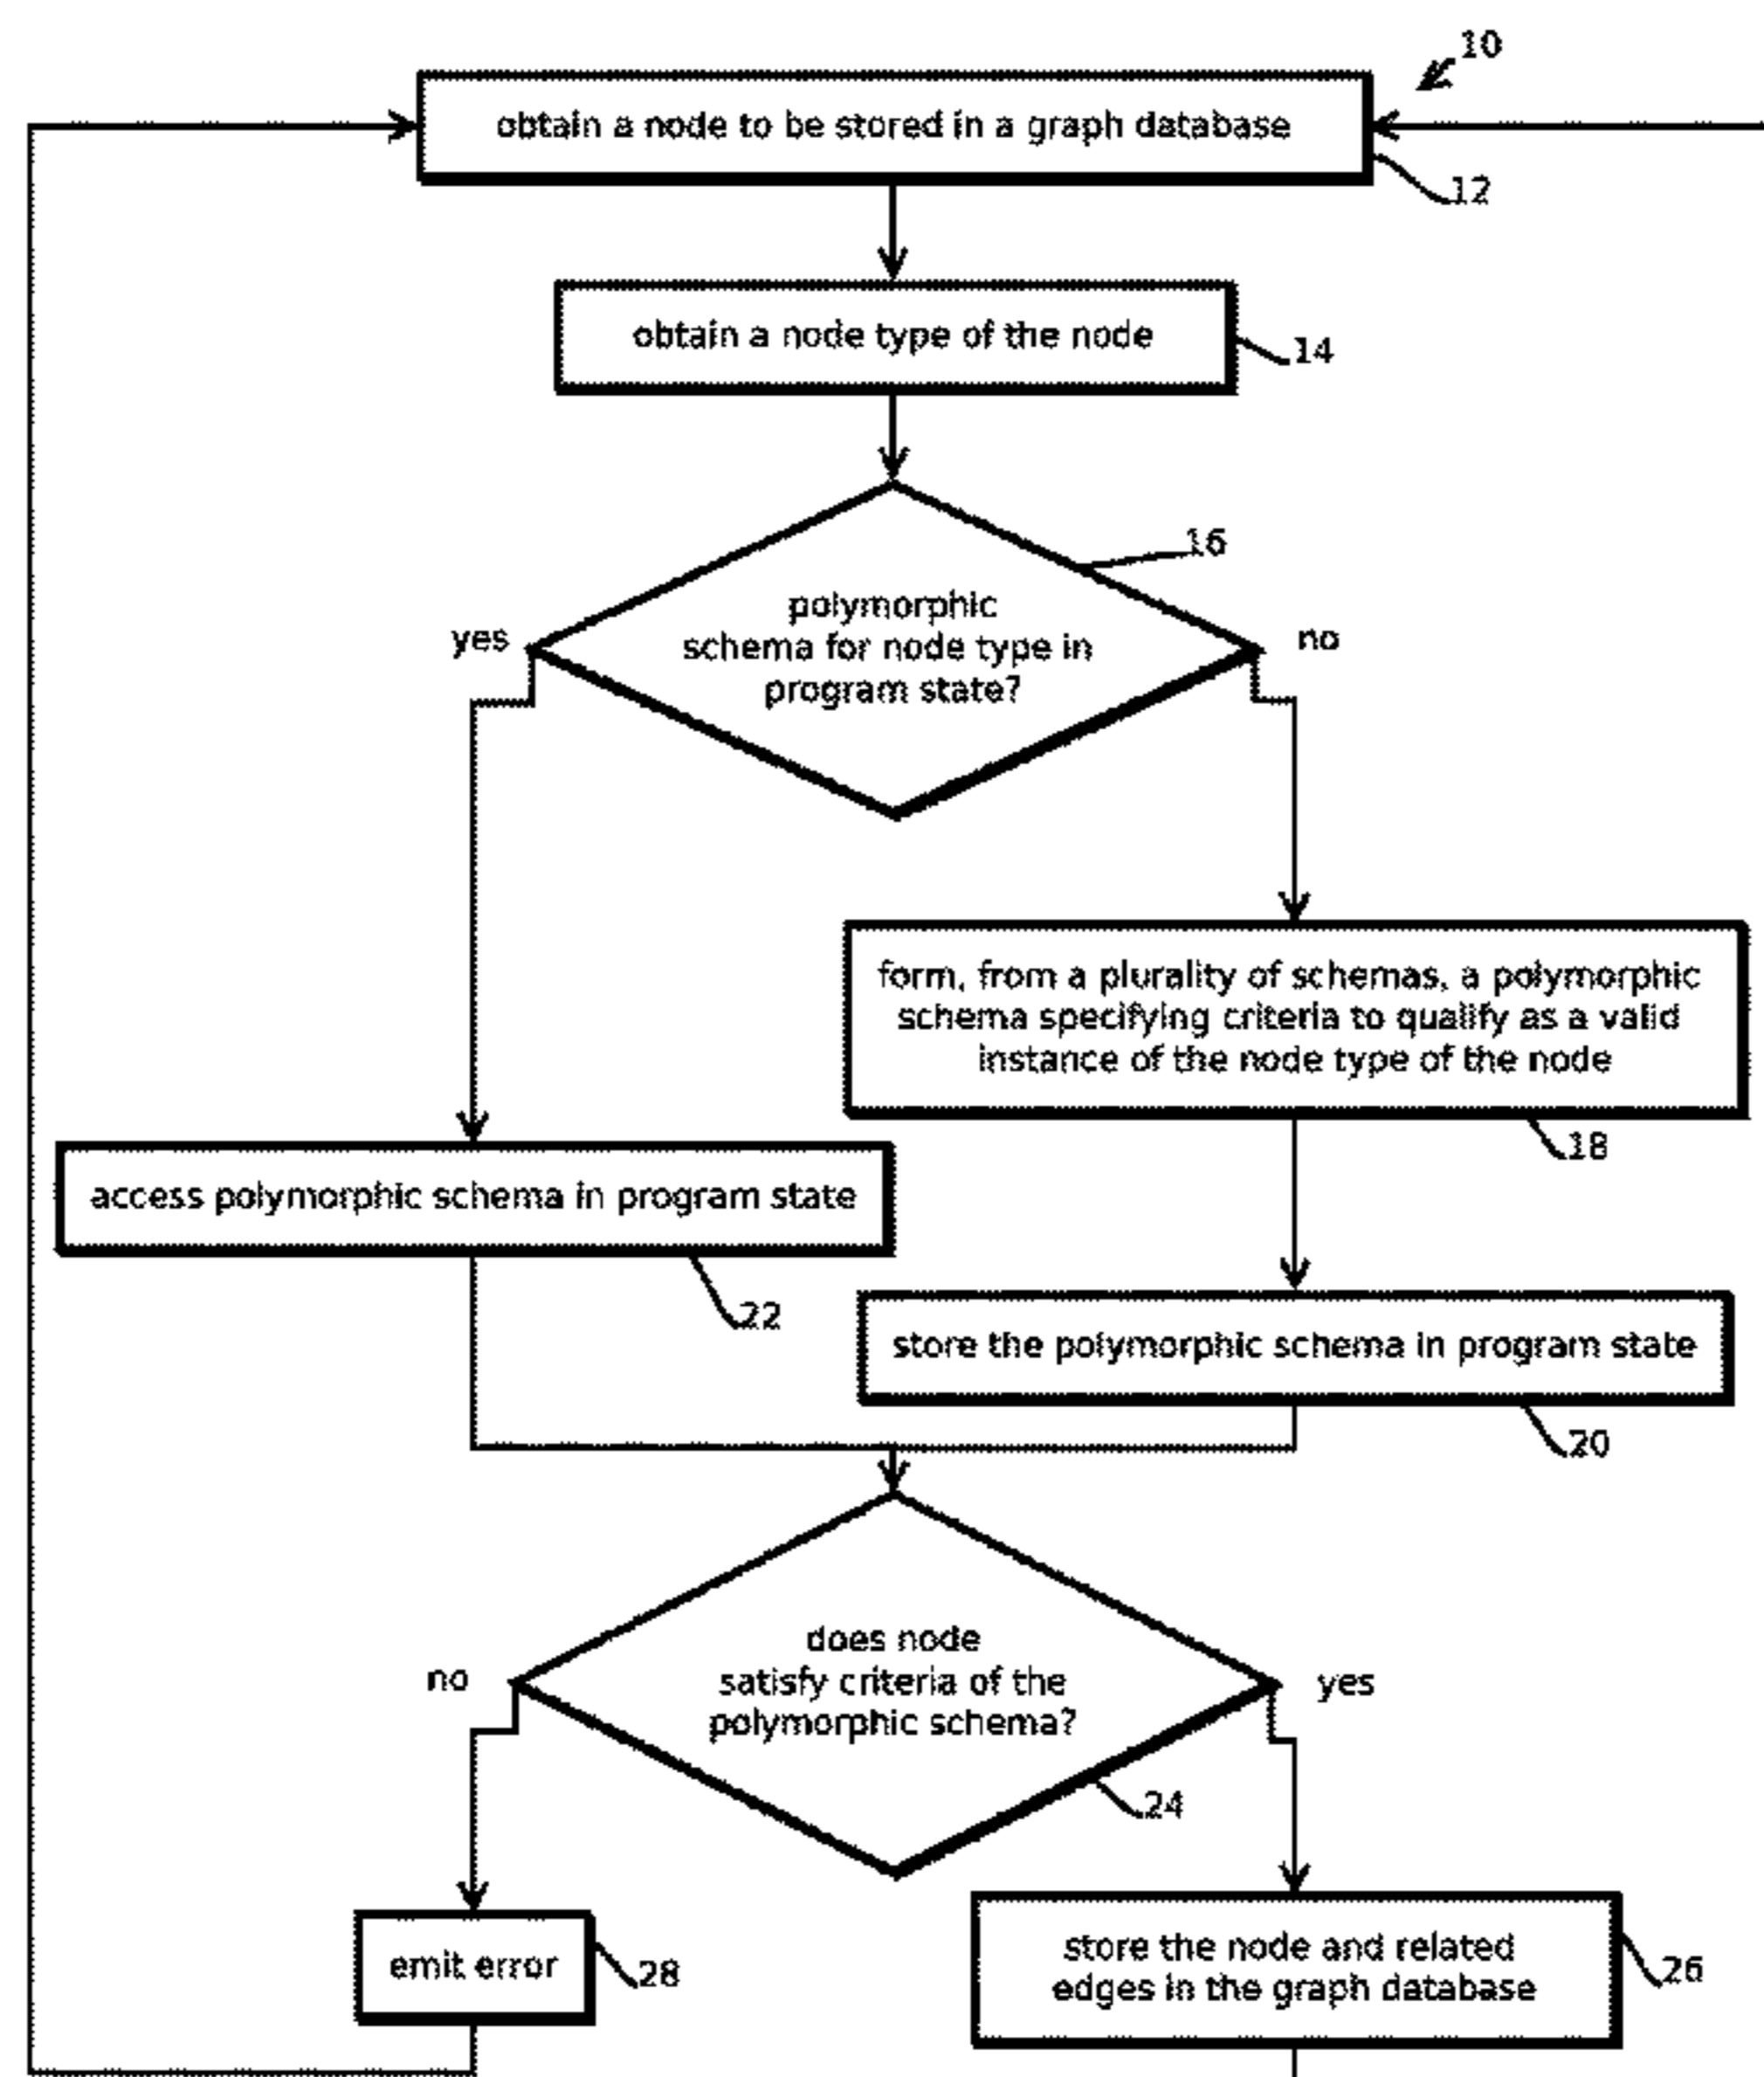 10
obtain a node to be stored in a graph database
12
obtain a node type of the node
14
16
polymorphic
schema for node type in
program state?
yes
no
form, from a plurality of schemas, a polymorphic
schema specifying criteria to qualify as a valid
instance of the node type of the node
18
access polymorphic schema in program state
22
store the polymorphic schema in program state
20
does node
satisfy criteria of the
polymorphic schema?
no
yes
24
emit error
28
store the node and related
edges in the graph database
26